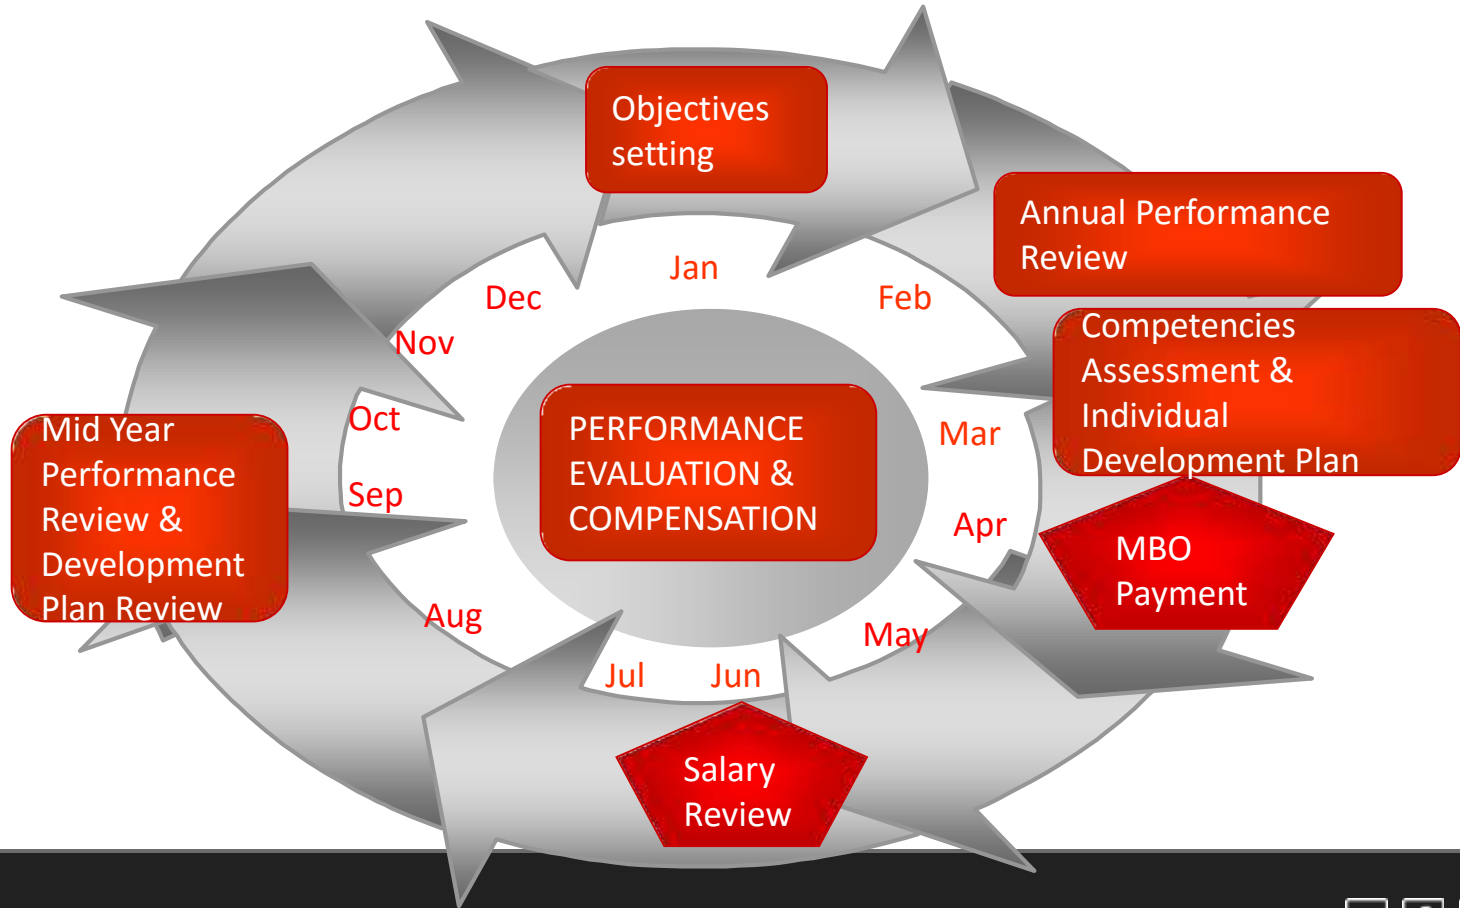 Objectives
setting
Annual Performance
Review
Competencies
Assessment &
Individual
Development Plan
MBO
Payment
Salary
Review
Mid Year
Performance
Review &
Development
Plan Review
PERFORMANCE
EVALUATION &
COMPENSATION
Jan
Feb
Mar
Apr
May
Jun
Jul
Aug
Sep
Oct
Nov
Dec